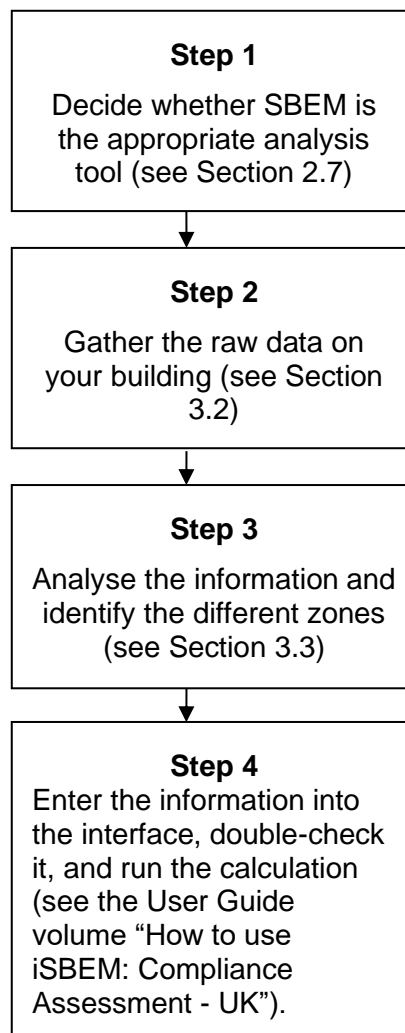 Step 1
Decide whether SBEM is
the appropriate analysis
tool (see Section 2.7)
Step 2
Gather the raw data on
your building (see Section
3.2)
Step 3
Analyse the information and
identify the different zones
(see Section 3.3)
Step 4
Enter the information into
the interface, double-check
it, and run the calculation
(see the User Guide
volume “How to use
iSBEM: Compliance
Assessment - UK”).